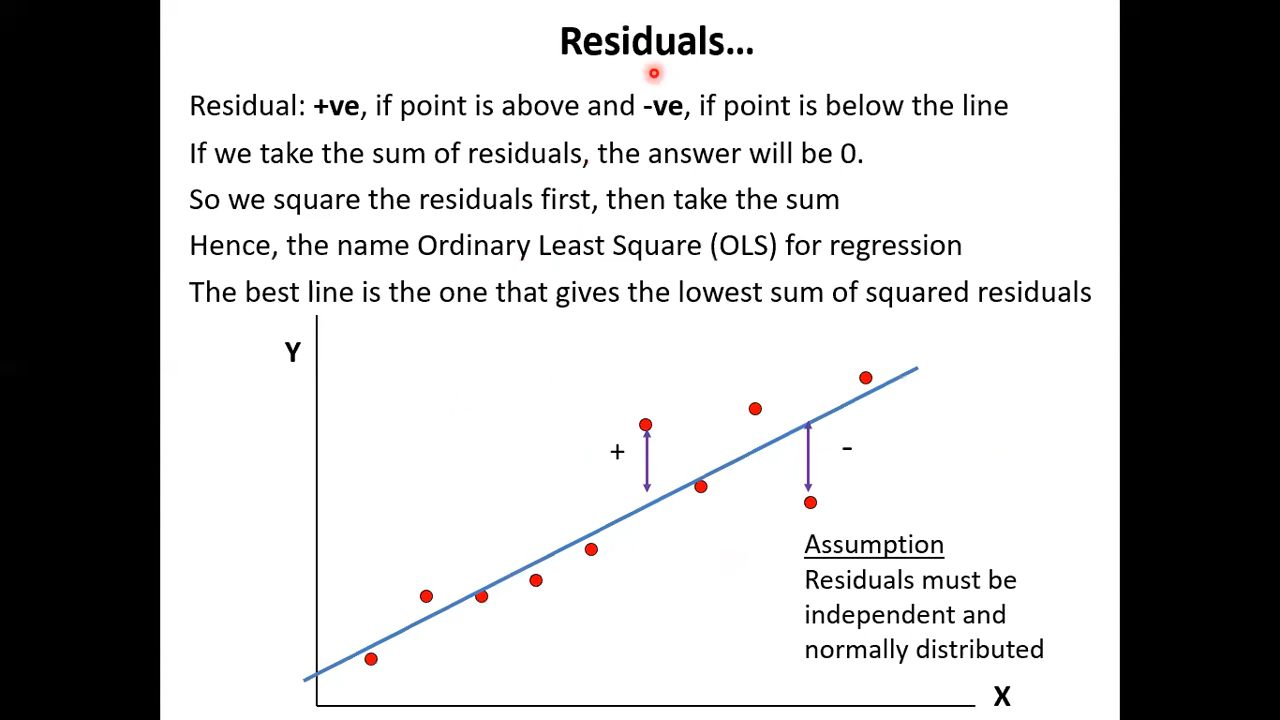 Residuals...
Residual: +ve, if point is above and -ve, if point is below the line
If we take the sum of residuals, the answer will be 0.
So we square the residuals first, then take the sum
Hence, the name Ordinary Least Square (OLS) for regression
The best line is the one that gives the lowest sum of squared residuals
Y
+
-
Assumption
Residuals must be
independent and
normally distributed
X